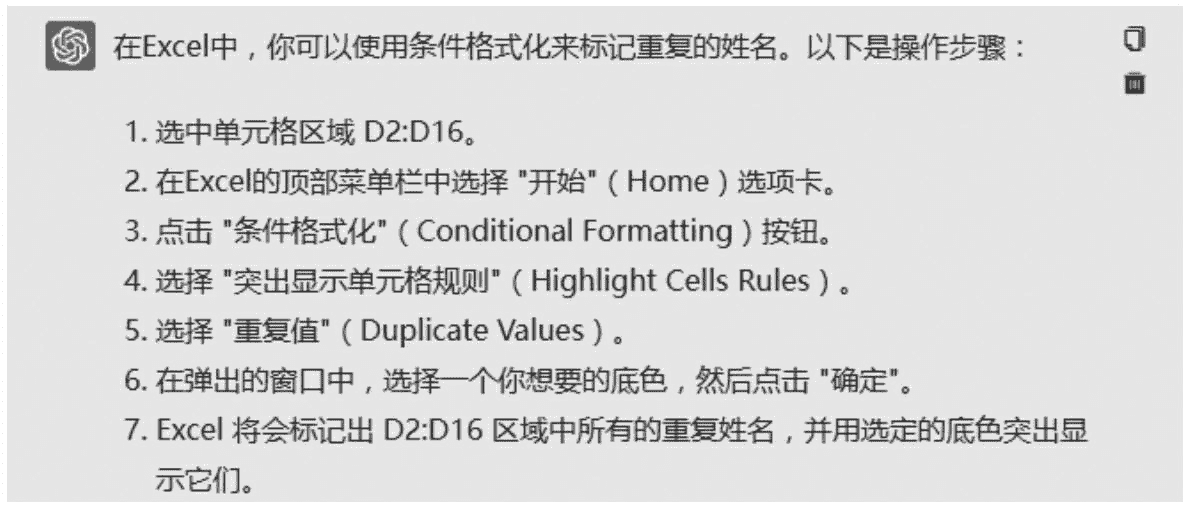 在Excel中，你可以使用条件格式化来标记重复的姓名。以下是操作步骤：
1. 选中单元格区域 D2:D16。
2. 在Excel的顶部菜单栏中选择 "开始"（Home）选项卡。
3. 点击 "条件格式化"（Conditional Formatting）按钮。
4. 选择 "突出显示单元格规则"（Highlight Cells Rules）。
5. 选择 "重复值"（Duplicate Values）。
6. 在弹出的窗口中，选择一个你想要的底色，然后点击 "确定"。
7. Excel 将会标记出 D2:D16 区域中所有的重复姓名，并用选定的底色突出显
示它们。